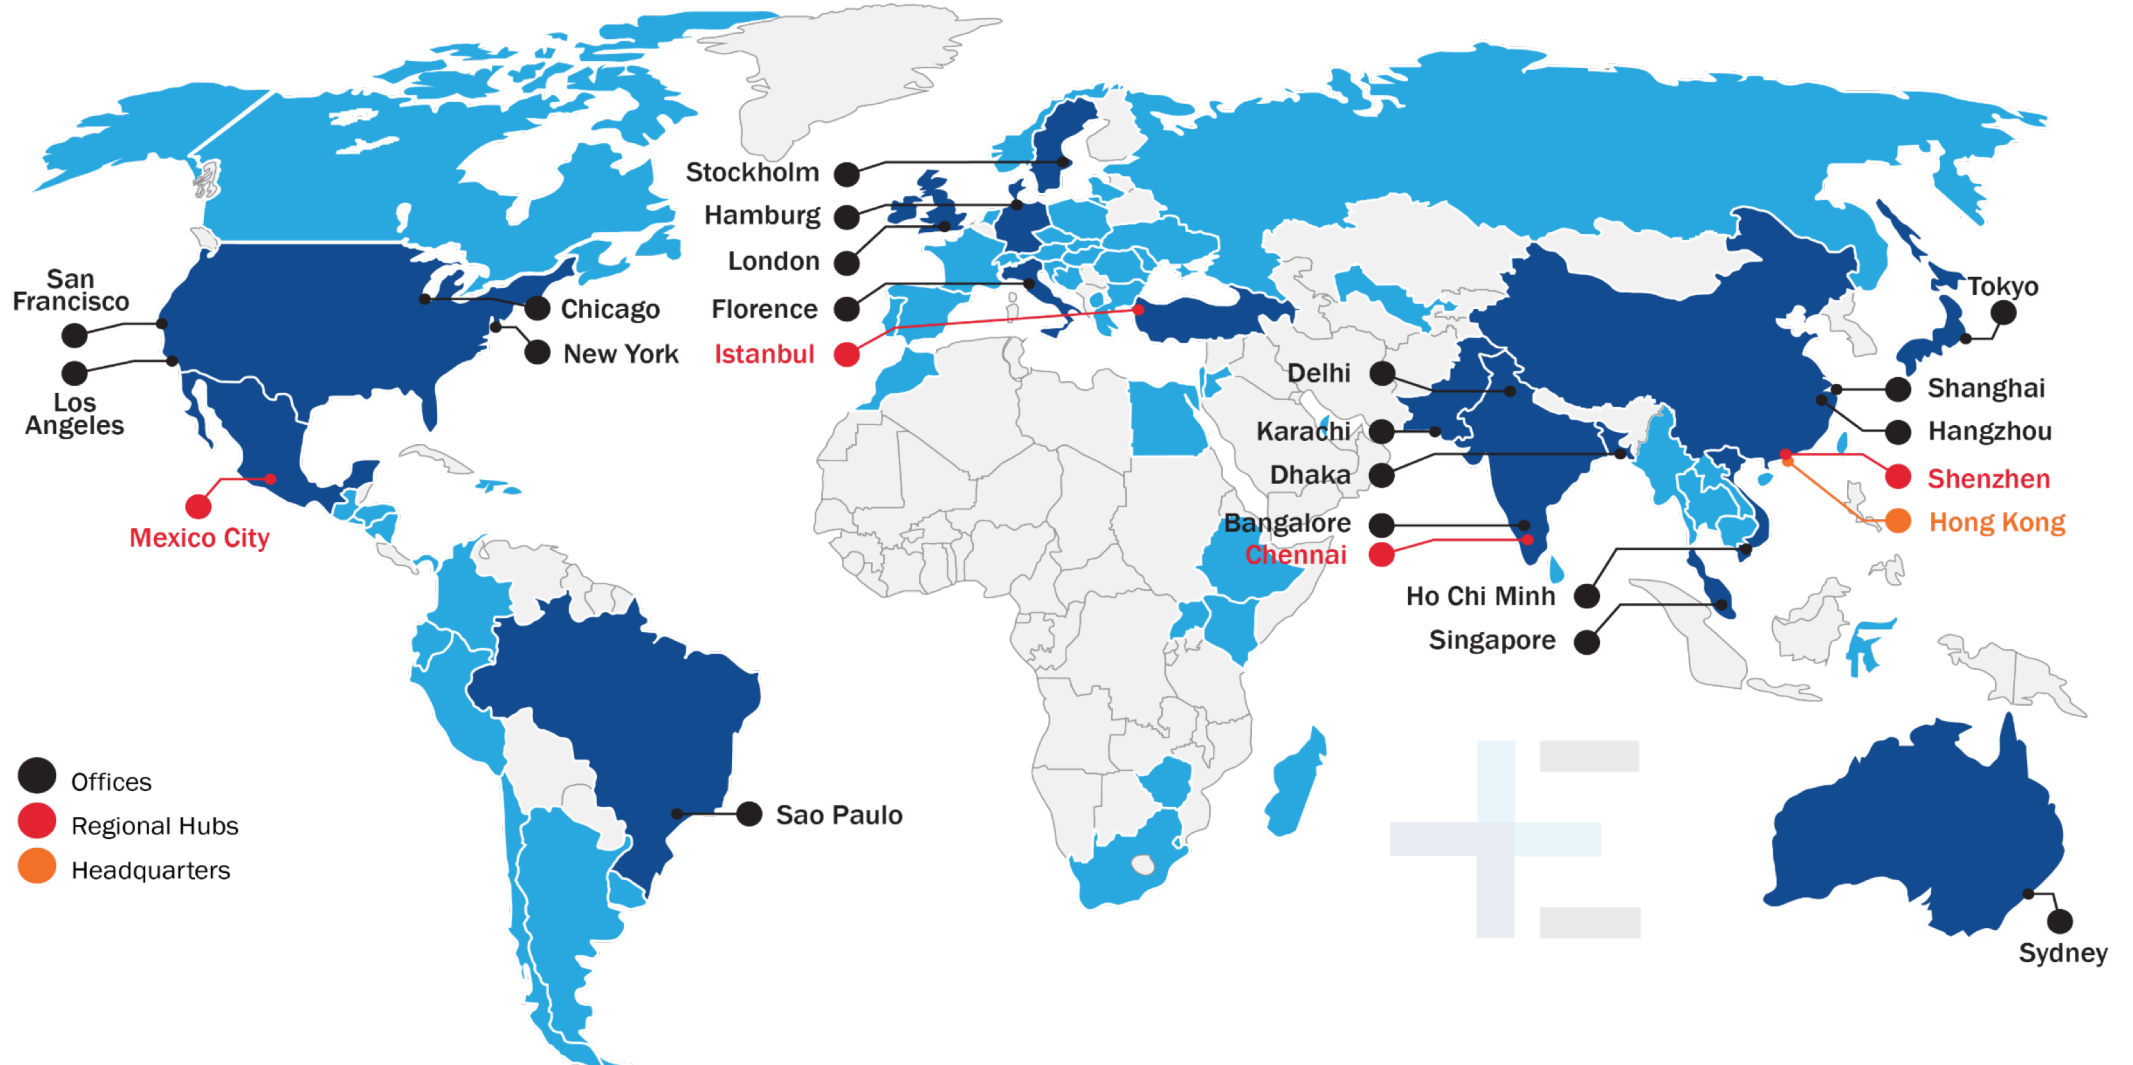 San
Francisco
Los
Angeles
Chicago
New York
Mexico City
Sao Paulo
Stockholm
Hamburg
London
Florence
Istanbul
Delhi
Karachi
Dhaka
Bangalore
Chennai
Ho Chi Minh
Singapore
Tokyo
Shanghai
Hangzhou
Shenzhen
Hong Kong
Sydney
Offices
Regional Hubs
Headquarters